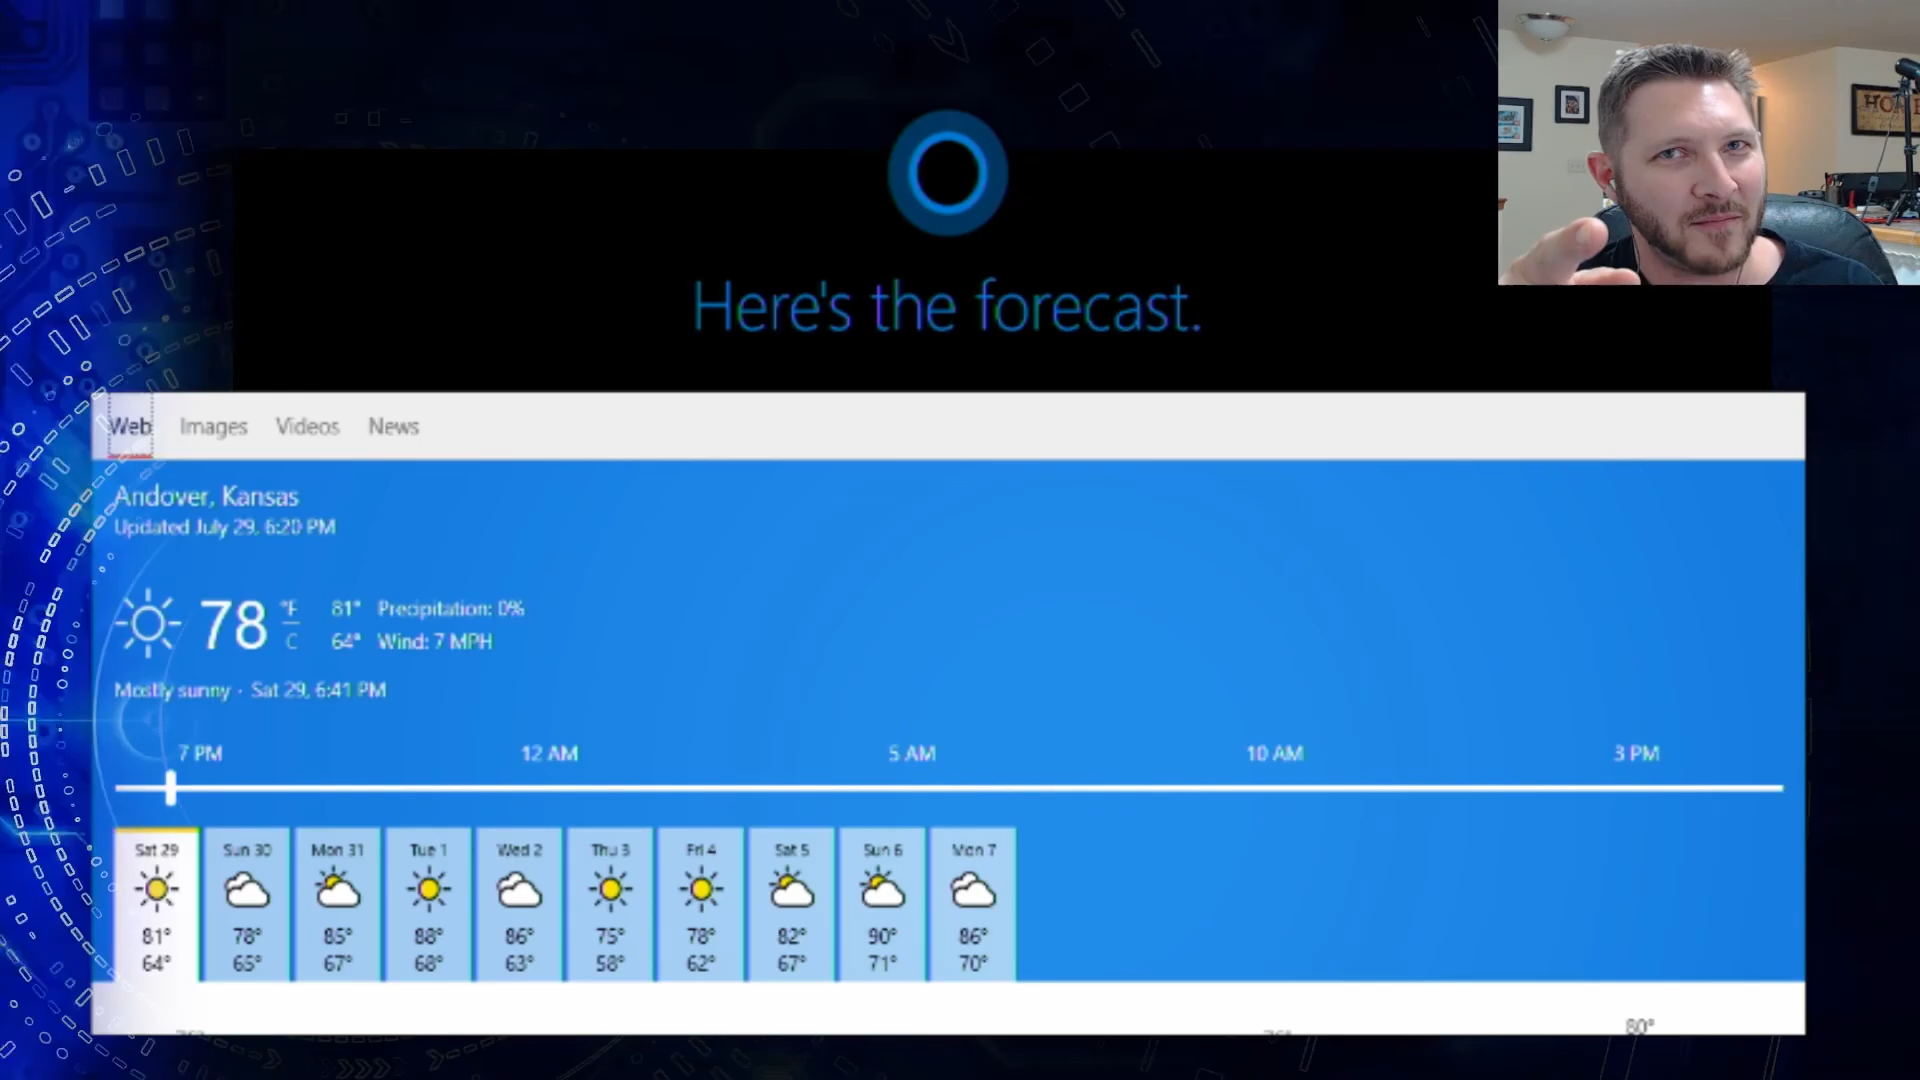 HO
Here's the forecast.
Web Images Videos News
Andover, Kansas
Updated July 29, 6:20 PM
78 °F C 81° Precipitation: 0%
64° Wind: 7 MPH
Mostly sunny · Sat 29, 6:41 PM
7 PM 12 AM 5 AM 10 AM 3 PM
Sat 29 Sun 30 Mon 31 Tue 1 Wed 2 Thu 3 Fri 4 Sat 5 Sun 6 Mon 7
81° 78° 85° 88° 86° 75° 78° 82° 90° 86°
64° 65° 67° 68° 63° 58° 62° 67° 71° 70°
80°